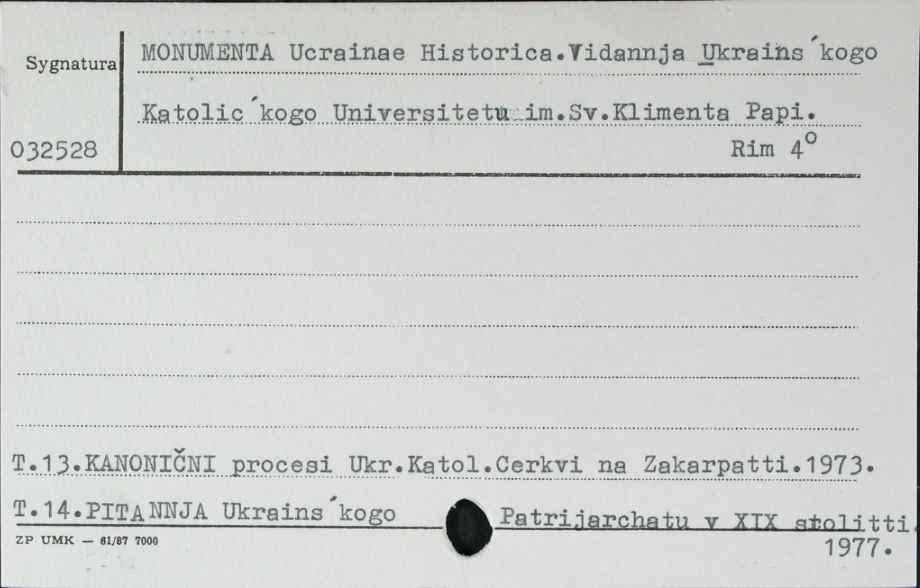 MONUMENTA Ucrainae Historica.Vidannja Ukrains´kogo
Sygnatura
Katolic´kogo Universitetu im.Sv.Klimenta Papi.
032528
Rim 4°
T.13.KANONIČNI procesi Ukr.Katol.Cerkvi na Zakarpatti.1973.
T.14.PITANNJA Ukrains´kogo Patrijarchatu v XIX stolitti.
1977.
ZP UMK — 61/87 7000